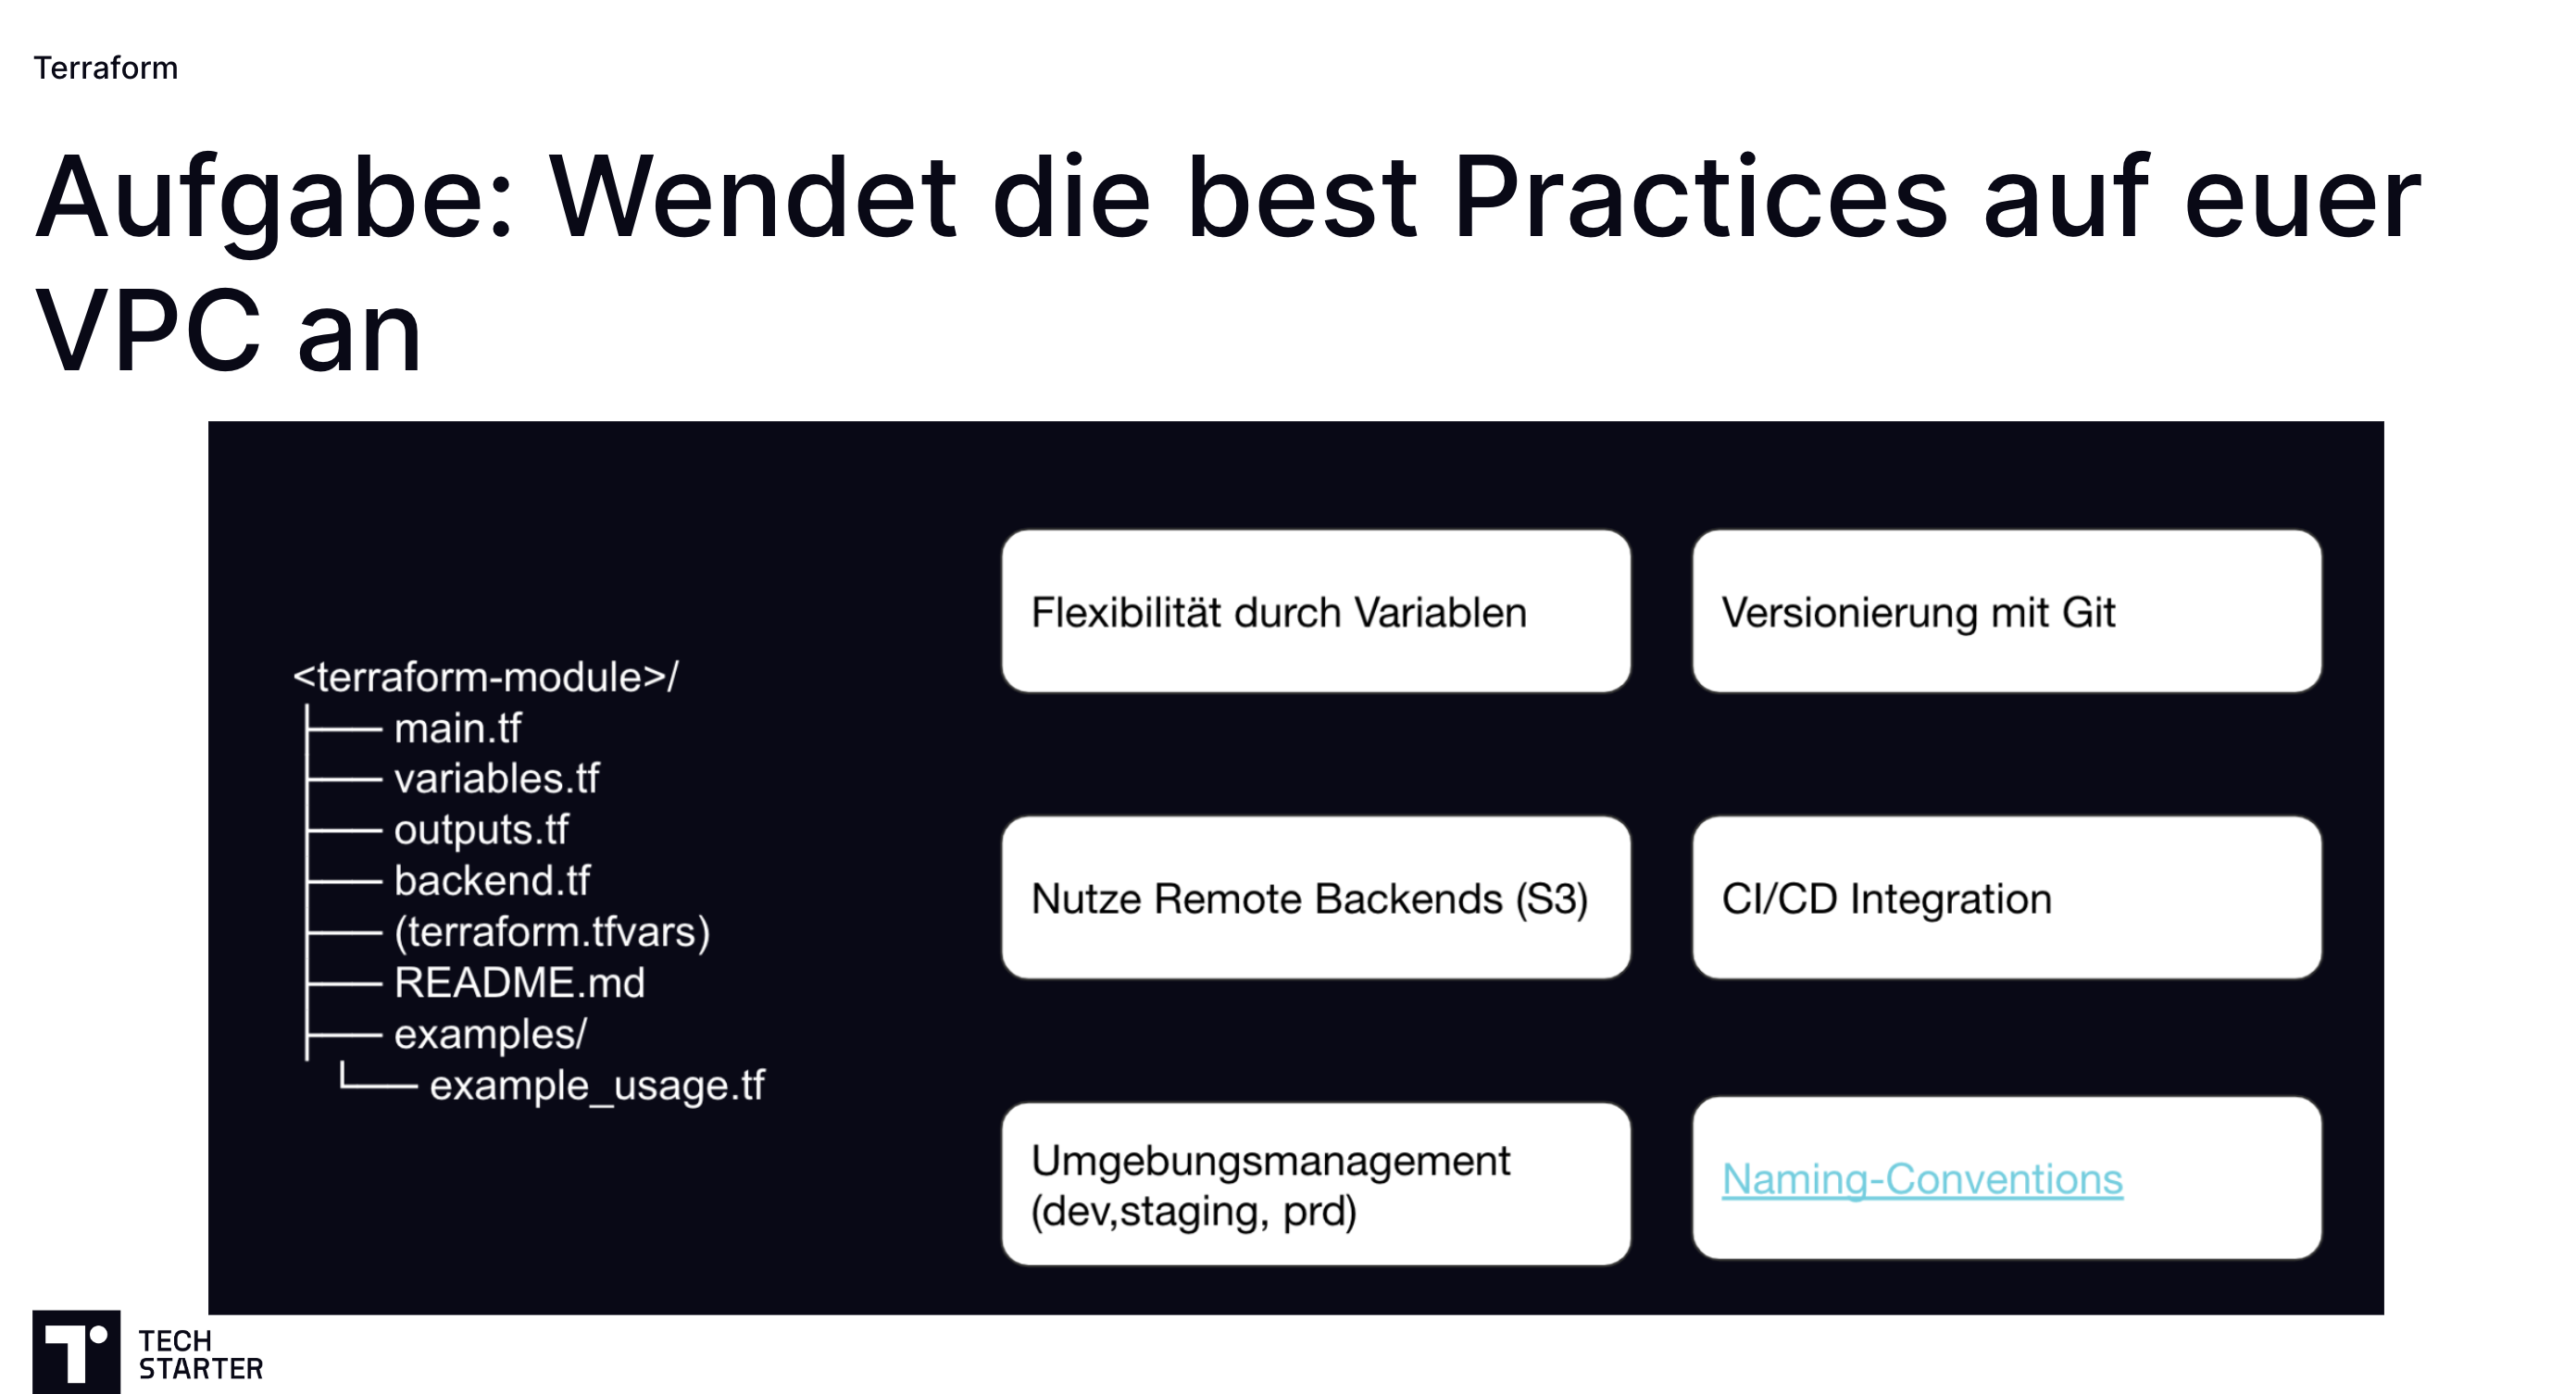 Terraform
Aufgabe: Wendet die best Practices auf euer
VPC an
<terraform-module>/
├── main.tf
├── variables.tf
├── outputs.tf
├── backend.tf
├── (terraform.tfvars)
├── README.md
├── examples/
└── example_usage.tf
Flexibilität durch Variablen
Versionierung mit Git
Nutze Remote Backends (S3)
CI/CD Integration
Umgebungsmanagement
(dev,staging, prd)
Naming-Conventions
TECH
STARTER